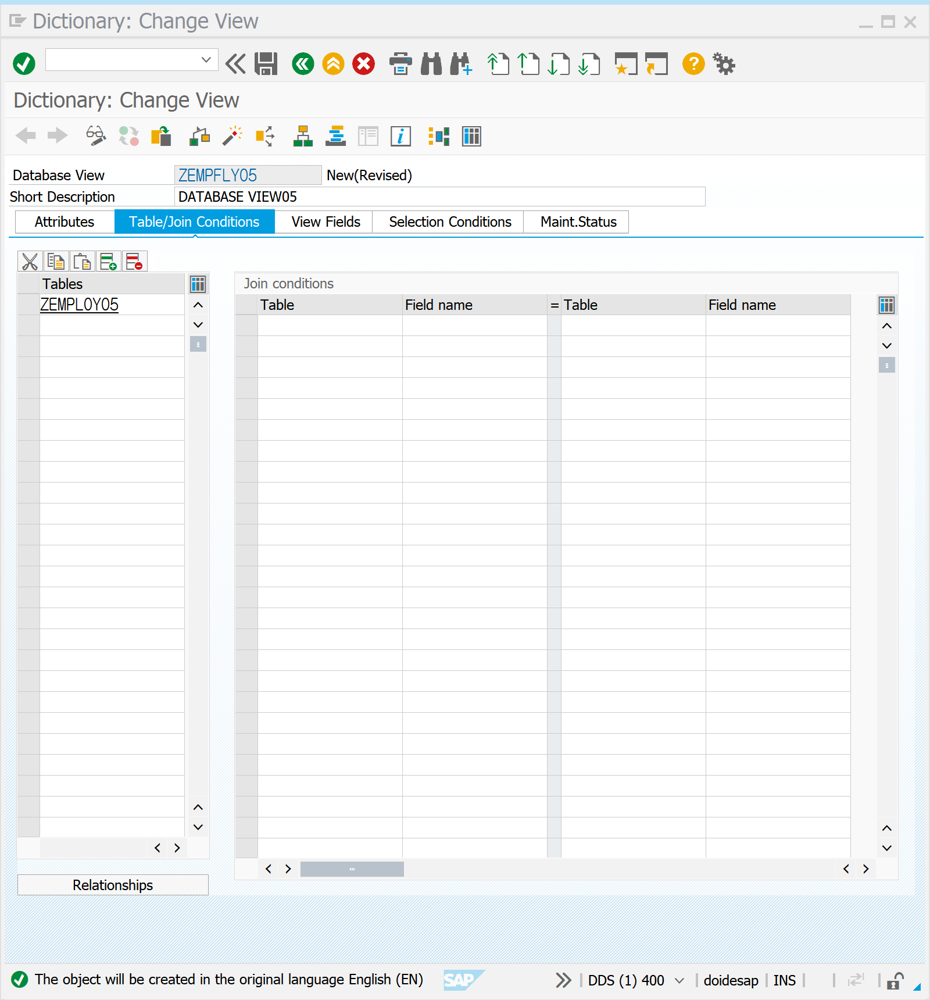 Dictionary: Change View
Dictionary: Change View
Database View ZEMPFLY05 New(Revised)
Short Description DATABASE VIEW05
Attributes Table/Join Conditions View Fields Selection Conditions Maint.Status
Tables
ZEMPLOY05
Join conditions
Table Field name = Table Field name
Relationships
The object will be created in the original language English (EN) SAP DDS (1) 400 doidesap INS